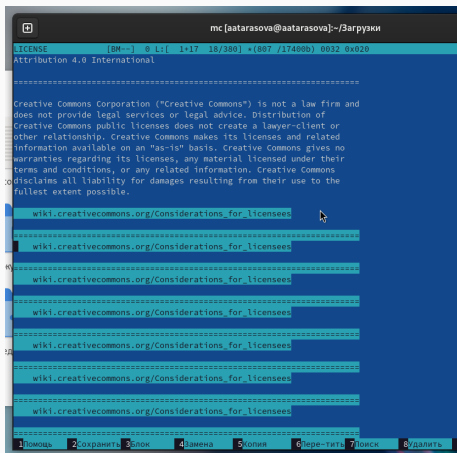 mc [aatarasova@aatarasova]:~/Загрузки
LICENSE [BM--] 0 L:[ 1+17 18/380] *(807 /17400b) 0032 0x020
Attribution 4.0 International
=======================================================================
Creative Commons Corporation ("Creative Commons") is not a law firm and
does not provide legal services or legal advice. Distribution of
Creative Commons public licenses does not create a lawyer-client or
other relationship. Creative Commons makes its licenses and related
information available on an "as-is" basis. Creative Commons gives no
warranties regarding its licenses, any material licensed under their
terms and conditions, or any related information. Creative Commons
disclaims all liability for damages resulting from their use to the
fullest extent possible.
wiki.creativecommons.org/Considerations_for_licensees
=======================================================================
wiki.creativecommons.org/Considerations_for_licensees
=======================================================================
wiki.creativecommons.org/Considerations_for_licensees
=======================================================================
wiki.creativecommons.org/Considerations_for_licensees
=======================================================================
wiki.creativecommons.org/Considerations_for_licensees
=======================================================================
wiki.creativecommons.org/Considerations_for_licensees
=======================================================================
wiki.creativecommons.org/Considerations_for_licensees
=======================================================================
1Помощь 2Сохранить 3Блок 4Замена 5Копия 6Пере~тить 7Поиск 8Удалить